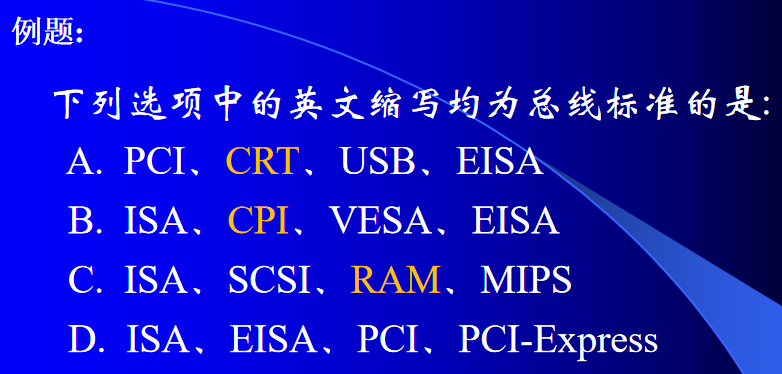 例题:
下列选项中的英文缩写均为总线标准的是:
A. PCI、CRT、USB、EISA
B. ISA、CPI、VESA、EISA
C. ISA、SCSI、RAM、MIPS
D. ISA、EISA、PCI、PCI-Express